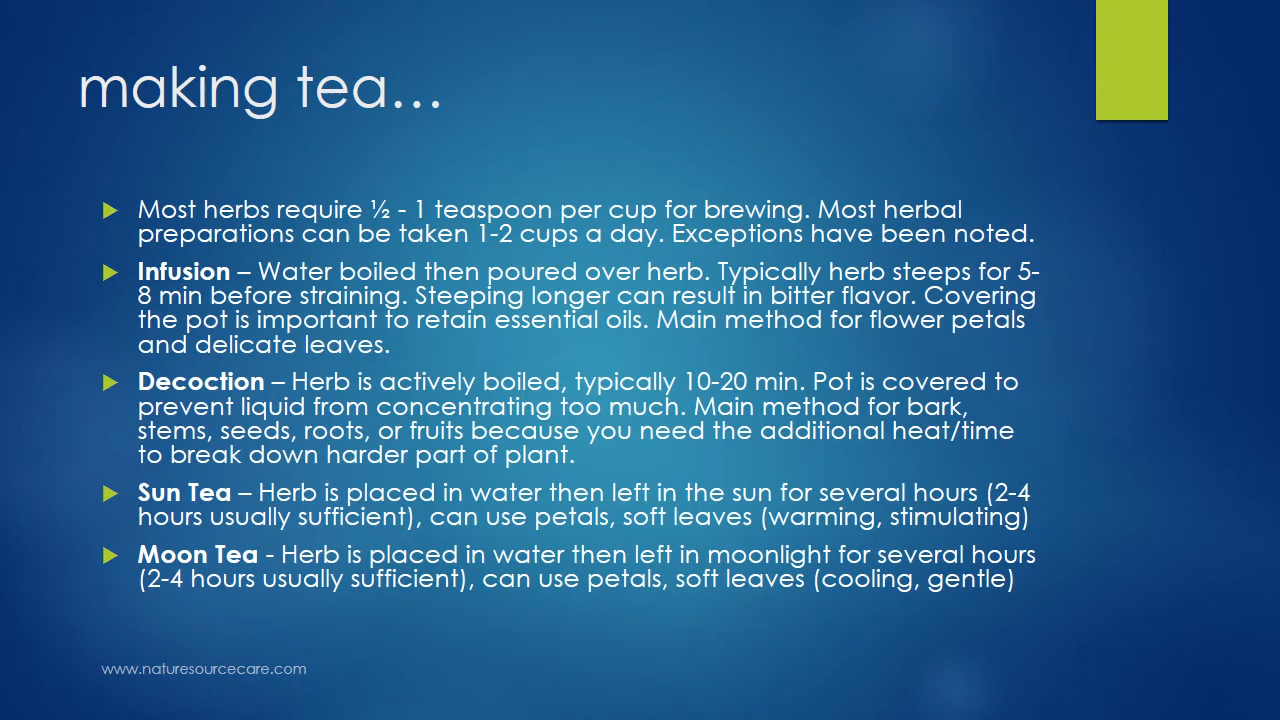 making tea…
Most herbs require ½ - 1 teaspoon per cup for brewing. Most herbal
preparations can be taken 1-2 cups a day. Exceptions have been noted.
Infusion – Water boiled then poured over herb. Typically herb steeps for 5-
8 min before straining. Steeping longer can result in bitter flavor. Covering
the pot is important to retain essential oils. Main method for flower petals
and delicate leaves.
Decoction – Herb is actively boiled, typically 10-20 min. Pot is covered to
prevent liquid from concentrating too much. Main method for bark,
stems, seeds, roots, or fruits because you need the additional heat/time
to break down harder part of plant.
Sun Tea – Herb is placed in water then left in the sun for several hours (2-4
hours usually sufficient), can use petals, soft leaves (warming, stimulating)
Moon Tea - Herb is placed in water then left in moonlight for several hours
(2-4 hours usually sufficient), can use petals, soft leaves (cooling, gentle)
www.naturesourcecare.com